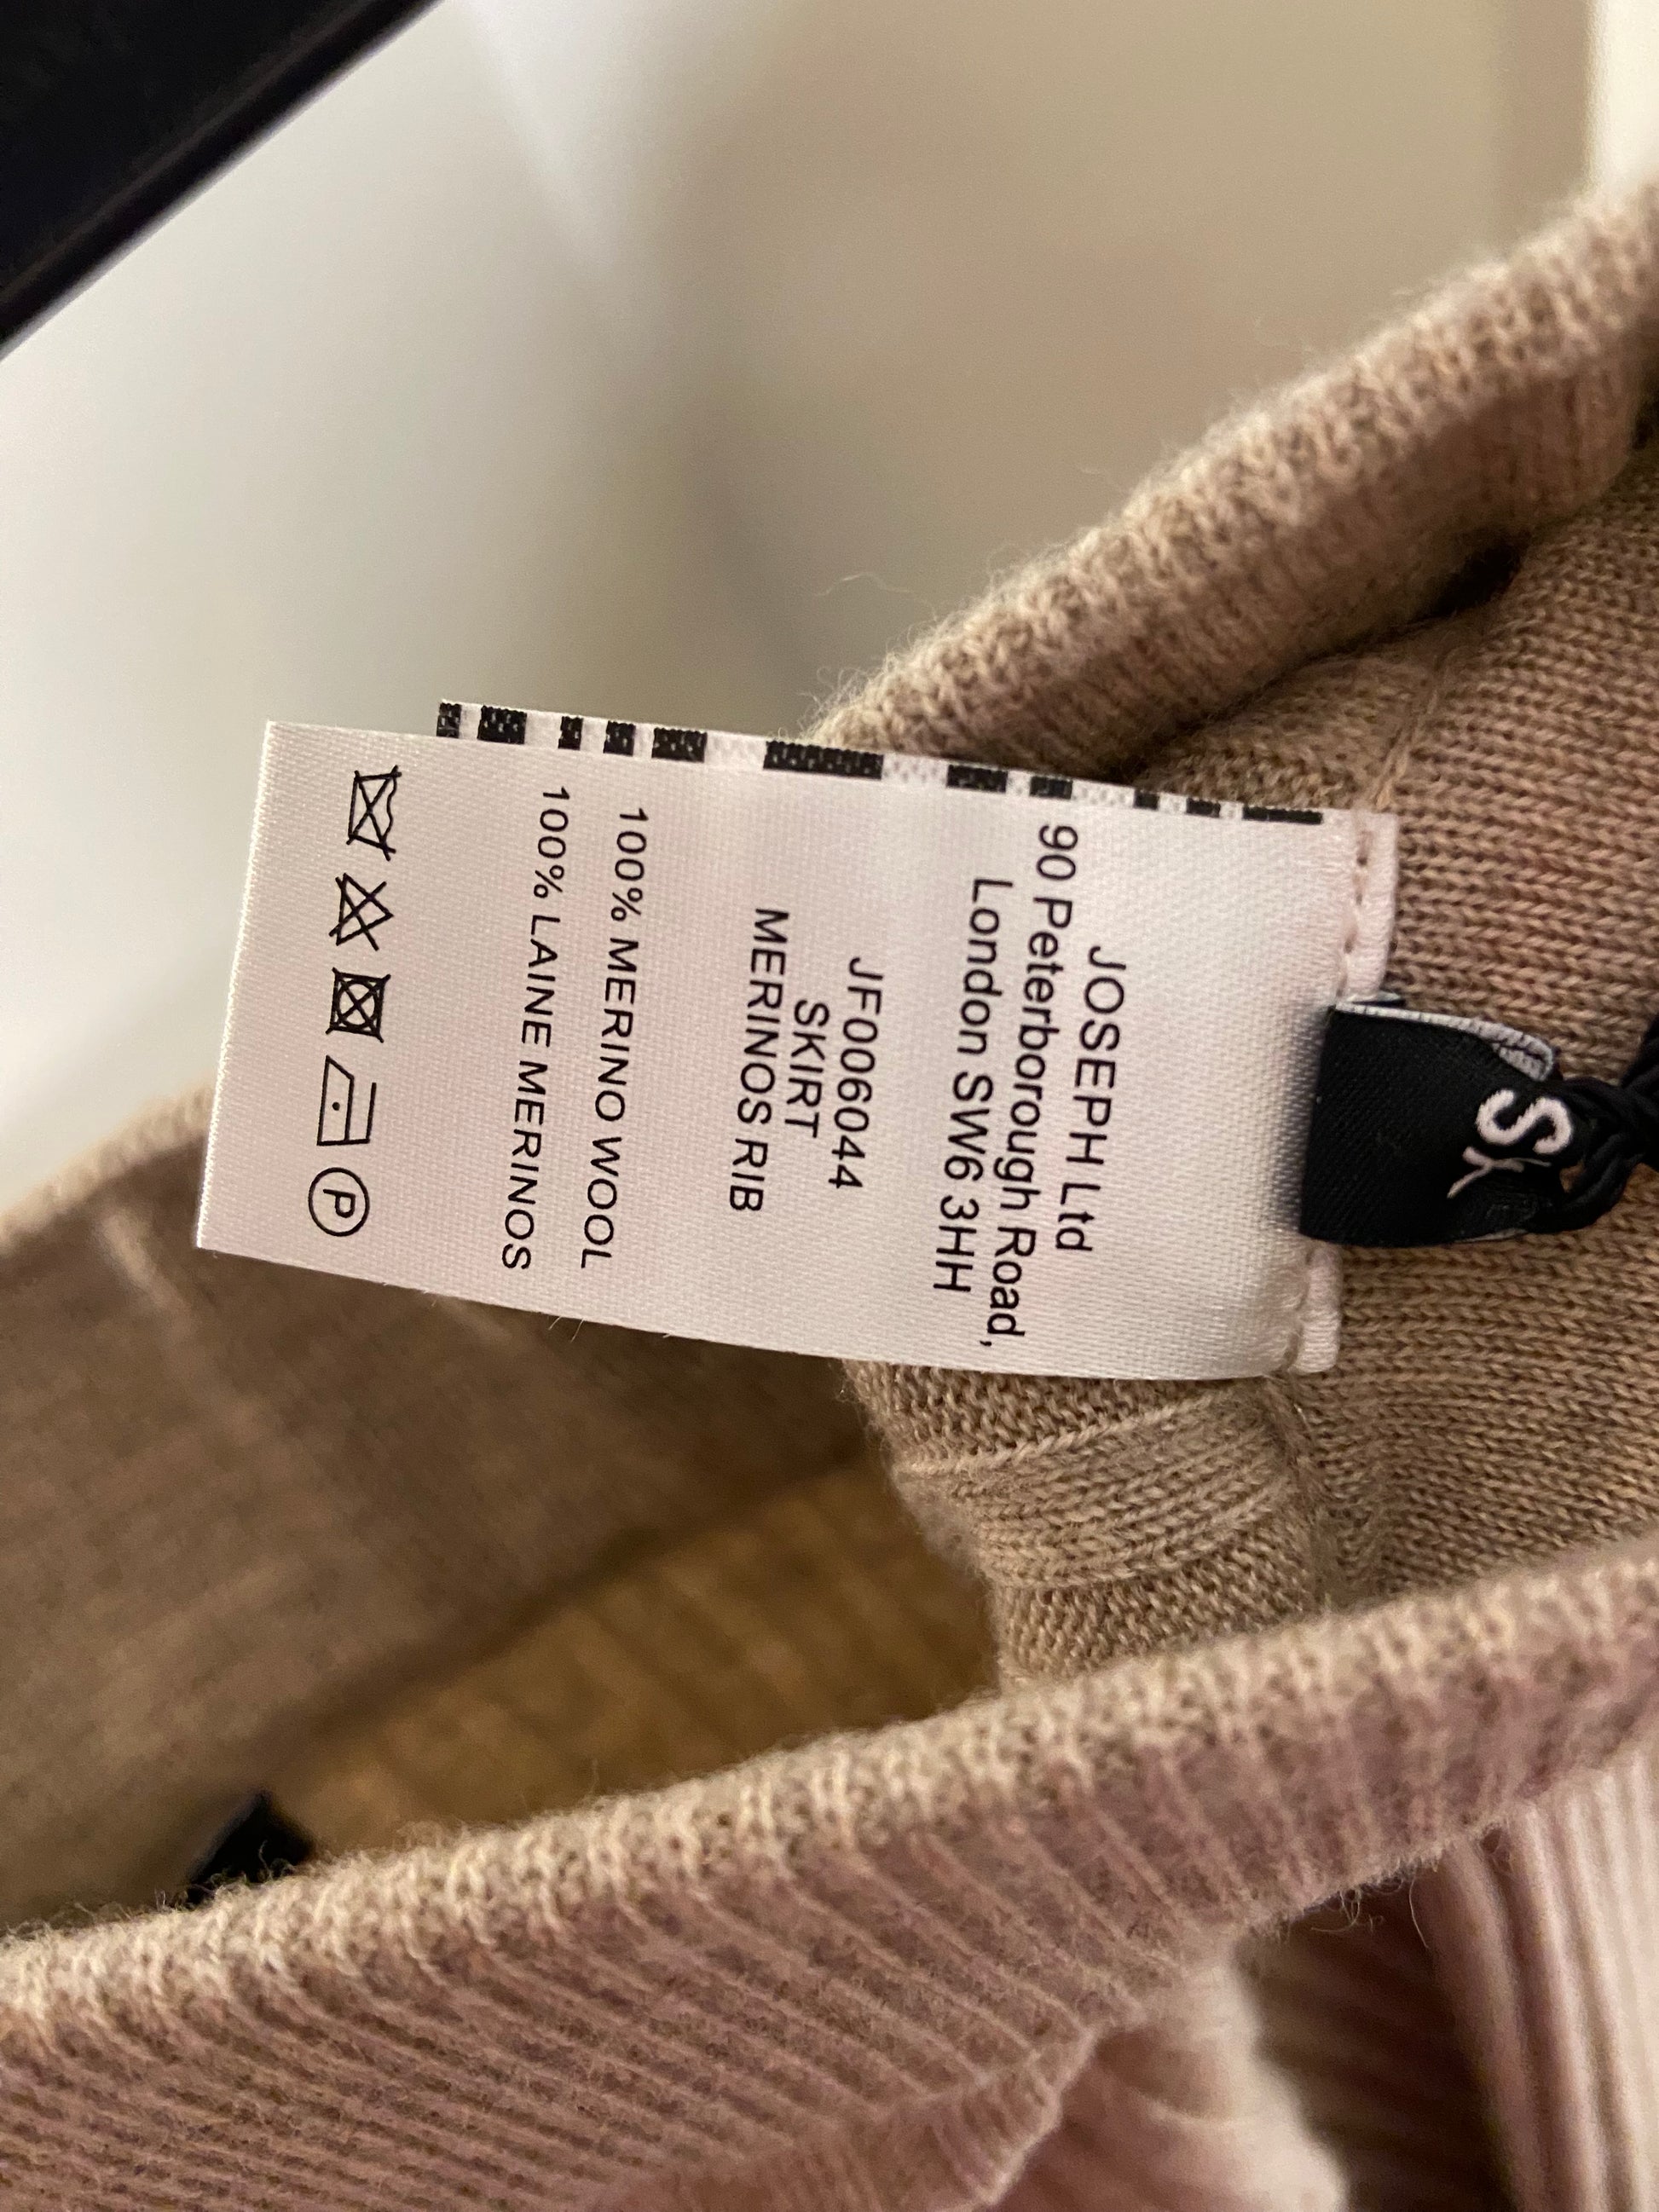 JOSEPH Ltd
90 Peterborough Road,
London SW6 3HH
JF006044
SKIRT
MERINOS RIB
100% MERINO WOOL
100% LAINE MERINOS
P
S